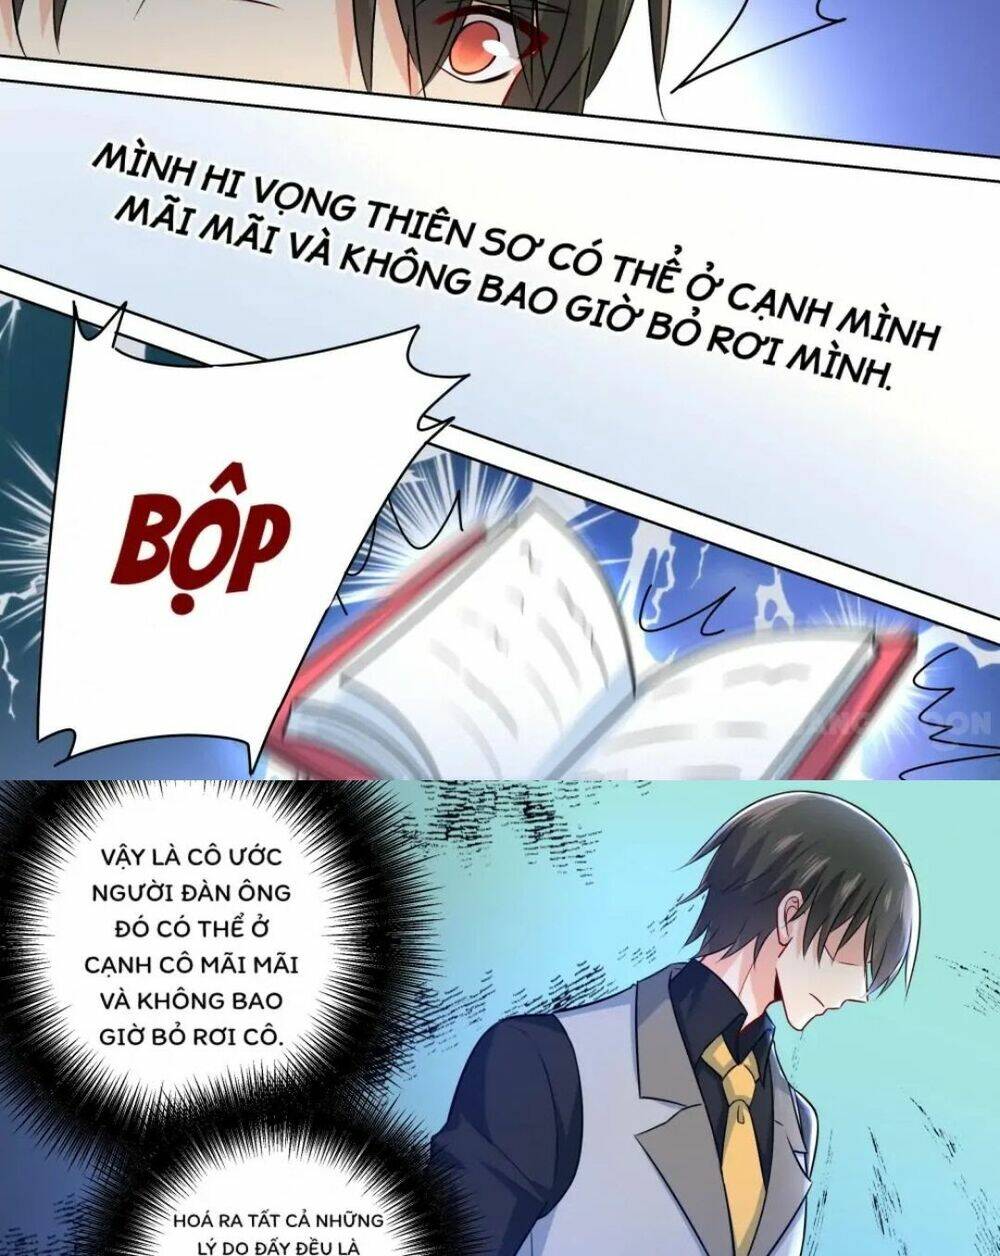 MÌNH HI VỌNG THIÊN SƠ CÓ THỂ Ở CẠNH MÌNH
MÃI MÃI VÀ KHÔNG BAO GIỜ BỎ RƠI MÌNH.
BỘP
VẬY LÀ CÔ ƯỚC
NGƯỜI ĐÀN ÔNG
ĐÓ CÓ THỂ Ở
CẠNH CÔ MÃI MÃI
VÀ KHÔNG BAO
GIỜ BỎ RƠI CÔ.
HOÁ RA TẤT CẢ NHỮNG
LÝ DO ĐẤY ĐỀU LÀ